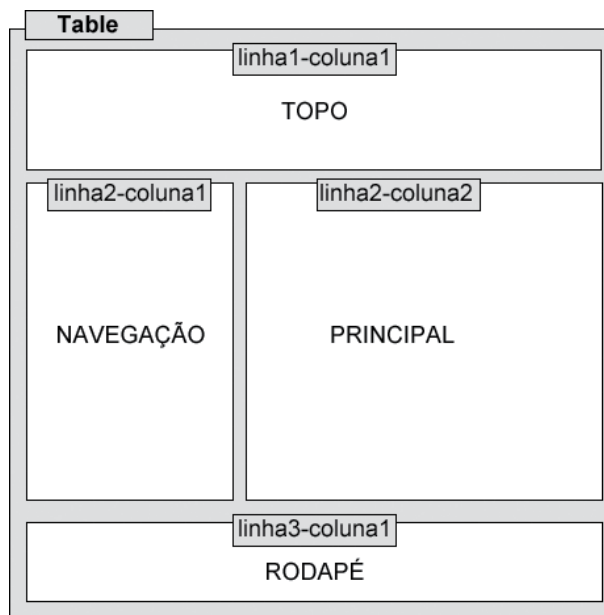 Table
linha1-coluna1
TOPO
linha2-coluna1
linha2-coluna2
NAVEGAÇÃO
PRINCIPAL
linha3-coluna1
RODAPÉ